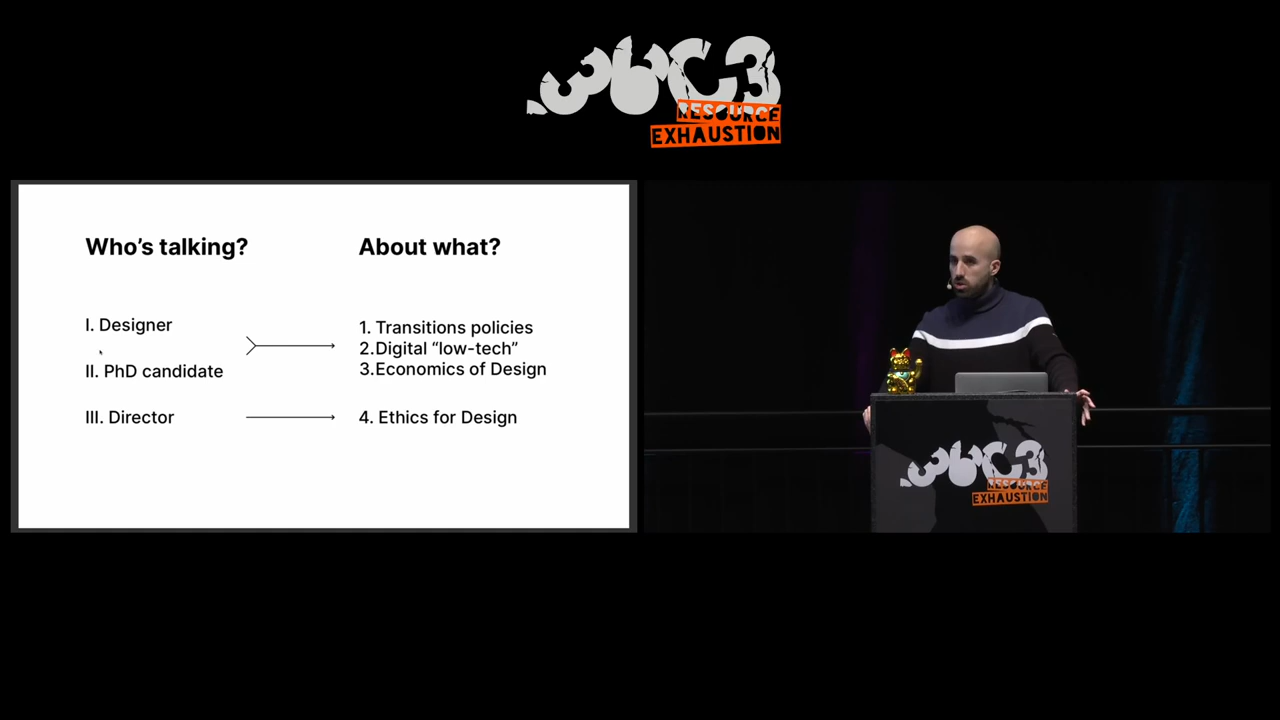 36C3
RESOURCE
EXHAUSTION
Who's talking?
I. Designer
II. PhD candidate
III. Director
About what?
1. Transitions policies
2.Digital “low-tech”
3.Economics of Design
4. Ethics for Design
36C3
RESOURCE
EXHAUSTION